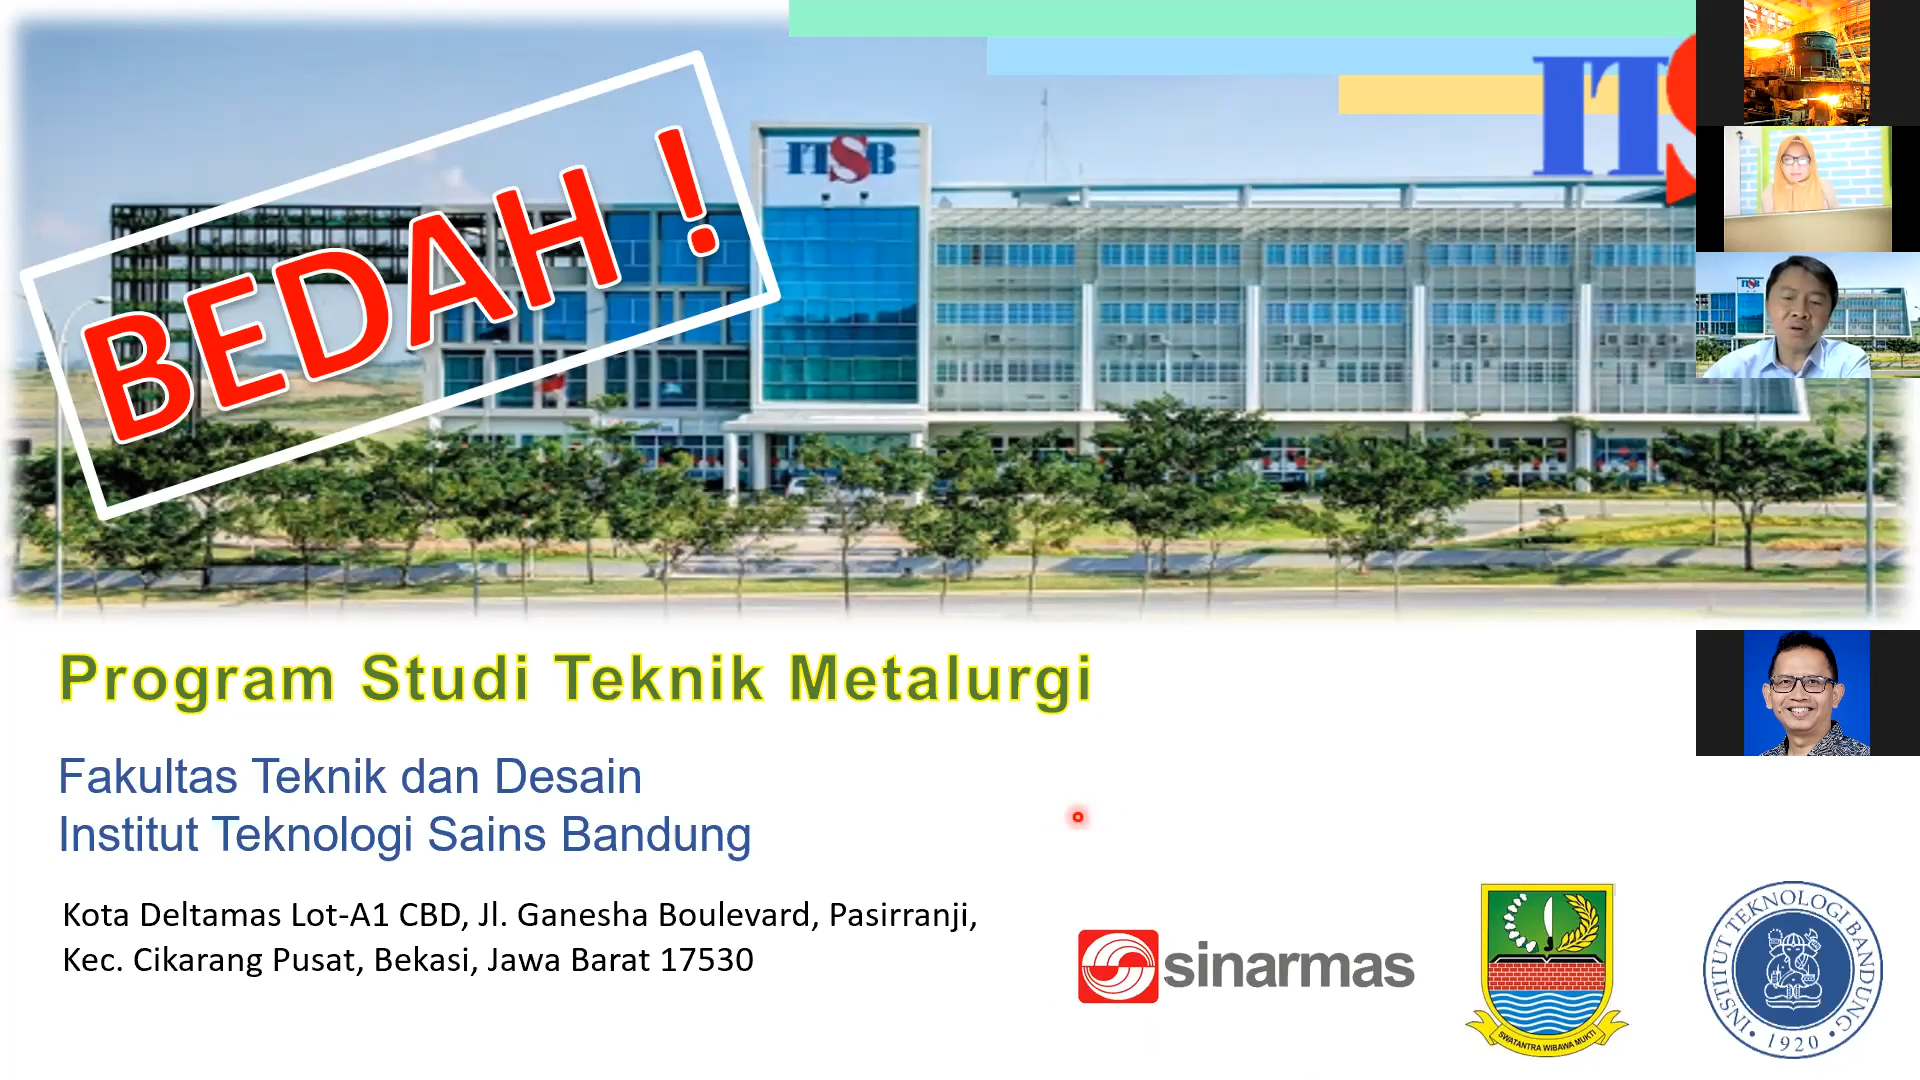 BEDAH !
ITSB
ITS
ITSB
Program Studi Teknik Metalurgi
Fakultas Teknik dan Desain
Institut Teknologi Sains Bandung
Kota Deltamas Lot-A1 CBD, Jl. Ganesha Boulevard, Pasirranji,
Kec. Cikarang Pusat, Bekasi, Jawa Barat 17530
sinarmas
SWATANTRA WIBAWA MUKTI
INSTITUT TEKNOLOGI BANDUNG
1920